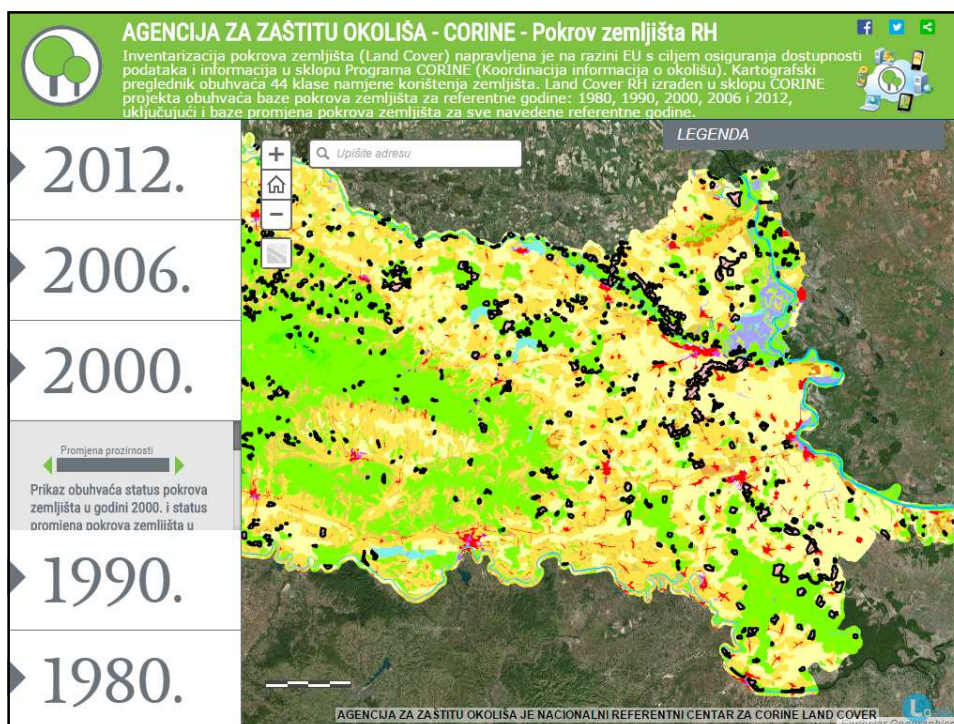 AGENCIJA ZA ZAŠTITU OKOLIŠA - CORINE - Pokrov zemljišta RH
Inventarizacija pokrova zemljišta (Land Cover) napravljena je na razini EU s ciljem osiguranja dostupnosti
podataka i informacija u sklopu Programa CORINE (Koordinacija informacija o okolišu). Kartografski
preglednik obuhvaća 44 klase namjene korištenja zemljišta. Land Cover RH izrađen u sklopu CORINE
projekta obuhvaća baze pokrova zemljišta za referentne godine: 1980, 1990, 2000, 2006 i 2012,
uključujući i baze promjena pokrova zemljišta za sve navedene referentne godine.
LEGENDA
Upišite adresu
2012.
2006.
2000.
Promjena prozirnosti
Prikaz obuhvaća status pokrova
zemljišta u godini 2000. i status
promjena pokrova zemljišta u
1990.
1980.
AGENCIJA ZA ZAŠTITU OKOLIŠA JE NACIONALNI REFERENTNI CENTAR ZA CORINE LAND COVER